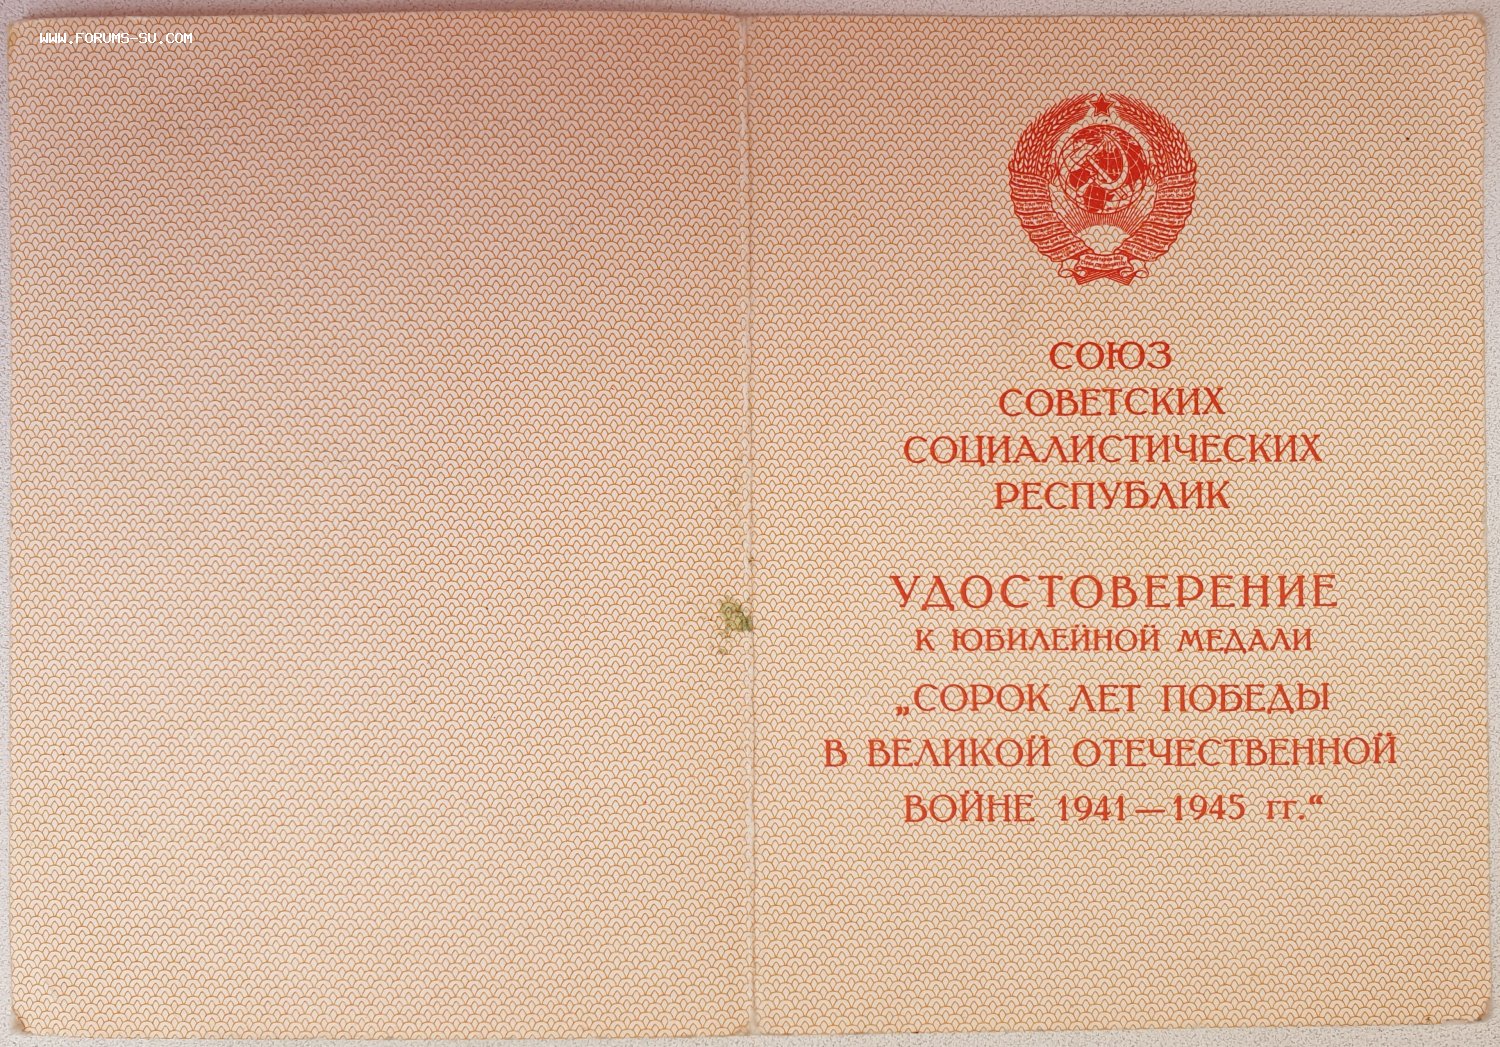 WWW.FORUMS-SU.COM
СОЮЗ
СОВЕТСКИХ
СОЦИАЛИСТИЧЕСКИХ
РЕСПУБЛИК
УДОСТОВЕРЕНИЕ
К ЮБИЛЕЙНОЙ МЕДАЛИ
„СОРОК ЛЕТ ПОБЕДЫ
В ВЕЛИКОЙ ОТЕЧЕСТВЕННОЙ
ВОЙНЕ 1941—1945 гг.“